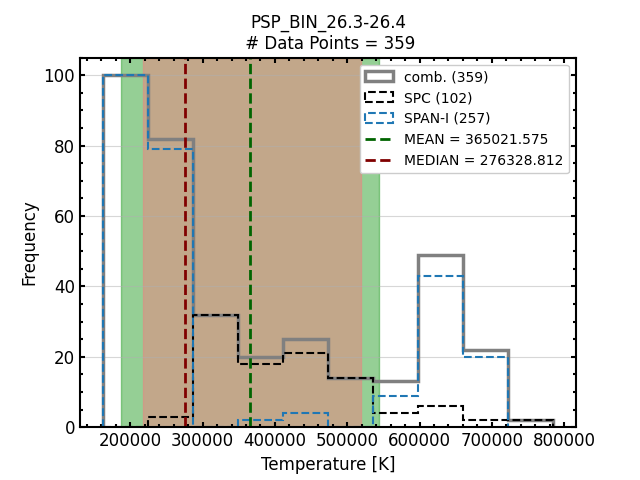 PSP_BIN_26.3-26.4
# Data Points = 359
comb. (359)
SPC (102)
SPAN-I (257)
MEAN = 365021.575
MEDIAN = 276328.812
Frequency
100
80
60
40
20
0
200000 300000 400000 500000 600000 700000 800000
Temperature [K]